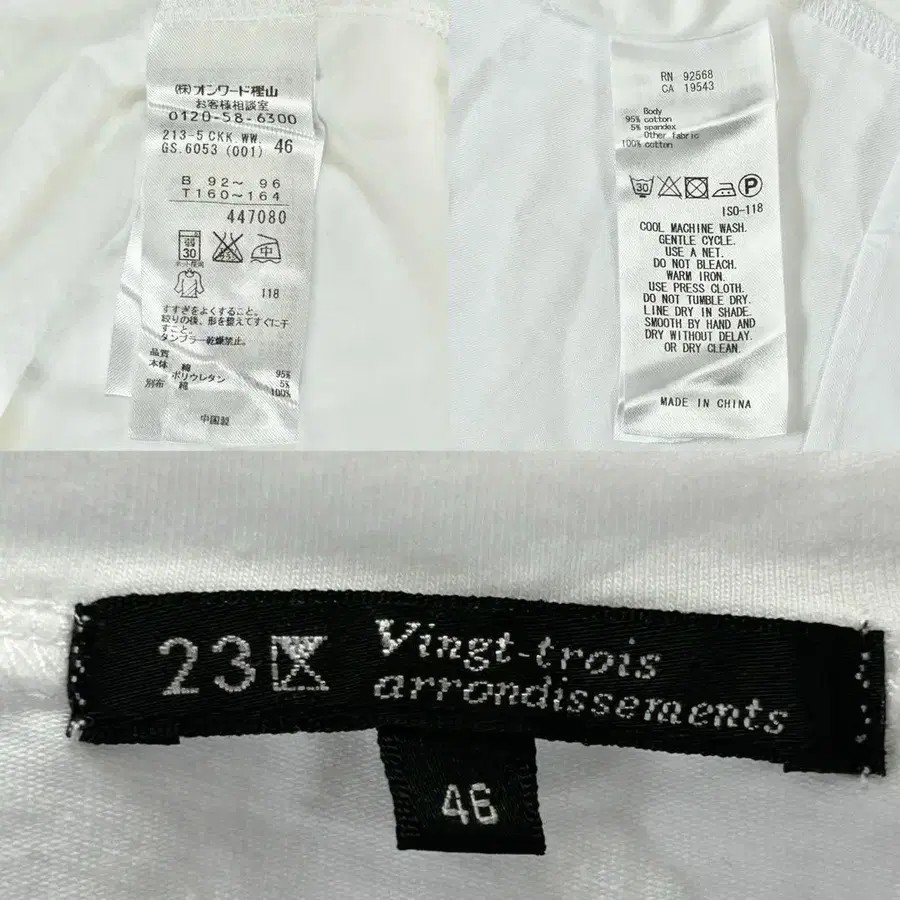 (株)オンワード樫山
お客様相談室
0120-58-6300
213-5 CKK.WW.
GS.6053 (001) 46
B 92~ 96
T160~164
447080
弱
30
中
ネット使用
118
すすぎをよくすること。
絞りの後、形を整えてすぐに干
すこと。
タンブラー乾燥禁止。
品質
本体 綿 95%
ポリウレタン 5%
別布 綿 100%
中国製
RN 92568
CA 19543
Body
95% cotton
5% spandex
Other fabric
100% cotton
30
P
ISO-118
COOL MACHINE WASH.
GENTLE CYCLE.
USE A NET.
DO NOT BLEACH.
WARM IRON.
USE PRESS CLOTH.
DO NOT TUMBLE DRY.
LINE DRY IN SHADE.
SMOOTH BY HAND AND
DRY WITHOUT DELAY.
OR DRY CLEAN.
MADE IN CHINA
23 Vingt-trois
arrondissements
46